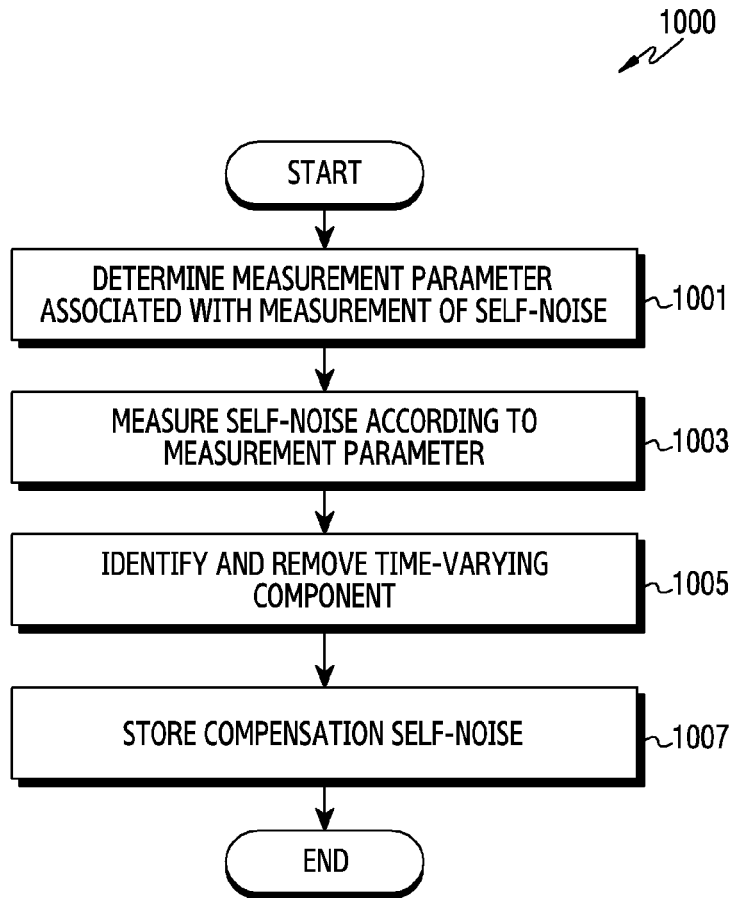 1000
START
DETERMINE MEASUREMENT PARAMETER
ASSOCIATED WITH MEASUREMENT OF SELF-NOISE
1001
MEASURE SELF-NOISE ACCORDING TO
MEASUREMENT PARAMETER
1003
IDENTIFY AND REMOVE TIME-VARYING
COMPONENT
1005
STORE COMPENSATION SELF-NOISE
1007
END